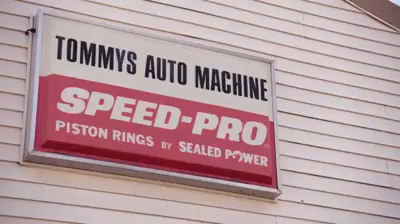 TOMMYS AUTO MACHINE
SPEED-PRO
PISTON RINGS BY SEALED POWER